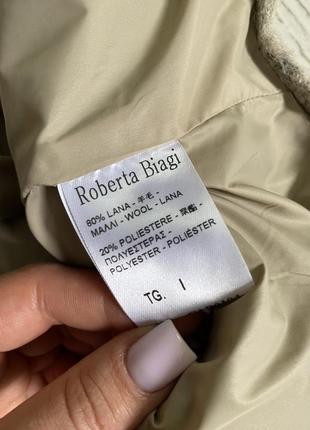 Roberta Biagi
80% LANA - 羊毛 -
ΜΑΛΛΙ - WOOL - LANA
20% POLIESTERE - 聚酯 -
ΠΟΛΥΕΣΤΕΡΑΣ -
POLYESTER - POLIÉSTER
TG. I